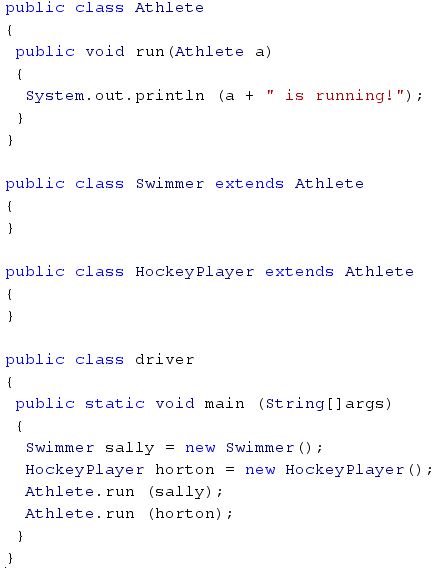 public class Athlete
{
public void run(Athlete a)
{
System.out.println (a + " is running!");
}
}
public class Swimmer extends Athlete
{
}
public class HockeyPlayer extends Athlete
{
}
public class driver
{
public static void main (String[]args)
{
Swimmer sally = new Swimmer();
HockeyPlayer horton = new HockeyPlayer();
Athlete.run (sally);
Athlete.run (horton);
}
}